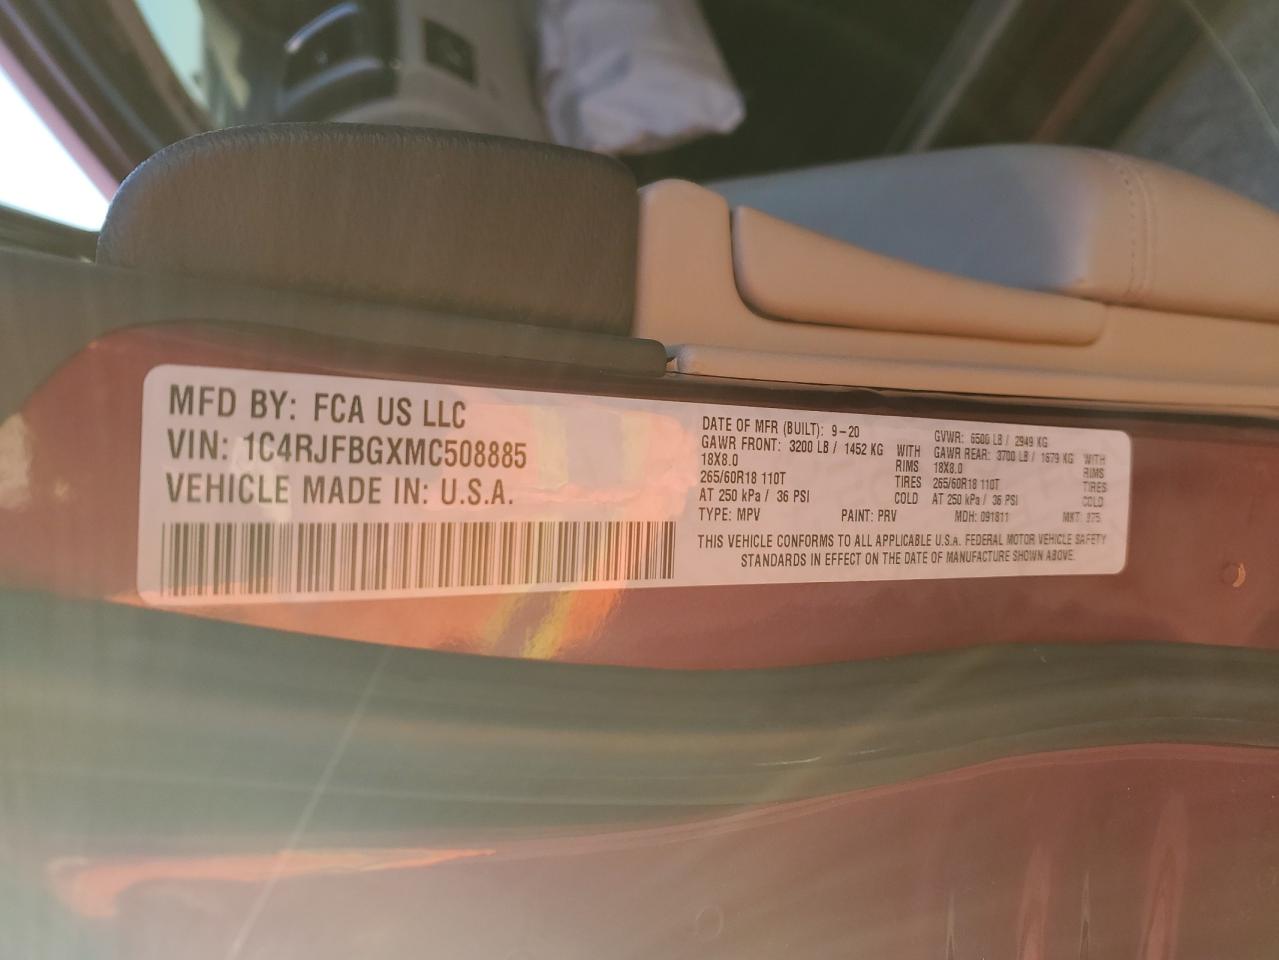 MFD BY: FCA US LLC
VIN: 1C4RJFBGXMC508885
VEHICLE MADE IN: U.S.A.
DATE OF MFR (BUILT): 9-20 GVWR: 6500 LB / 2949 KG
GAWR FRONT: 3200 LB / 1452 KG WITH GAWR REAR: 3700 LB / 1679 KG WITH
18X8.0 RIMS 18X8.0 RIMS
265/60R18 110T TIRES 265/60R18 110T TIRES
AT 250 kPa / 36 PSI COLD AT 250 kPa / 36 PSI COLD
TYPE: MPV PAINT: PRV MDH: 091811 MKT: 975
THIS VEHICLE CONFORMS TO ALL APPLICABLE U.S.A. FEDERAL MOTOR VEHICLE SAFETY
STANDARDS IN EFFECT ON THE DATE OF MANUFACTURE SHOWN ABOVE.